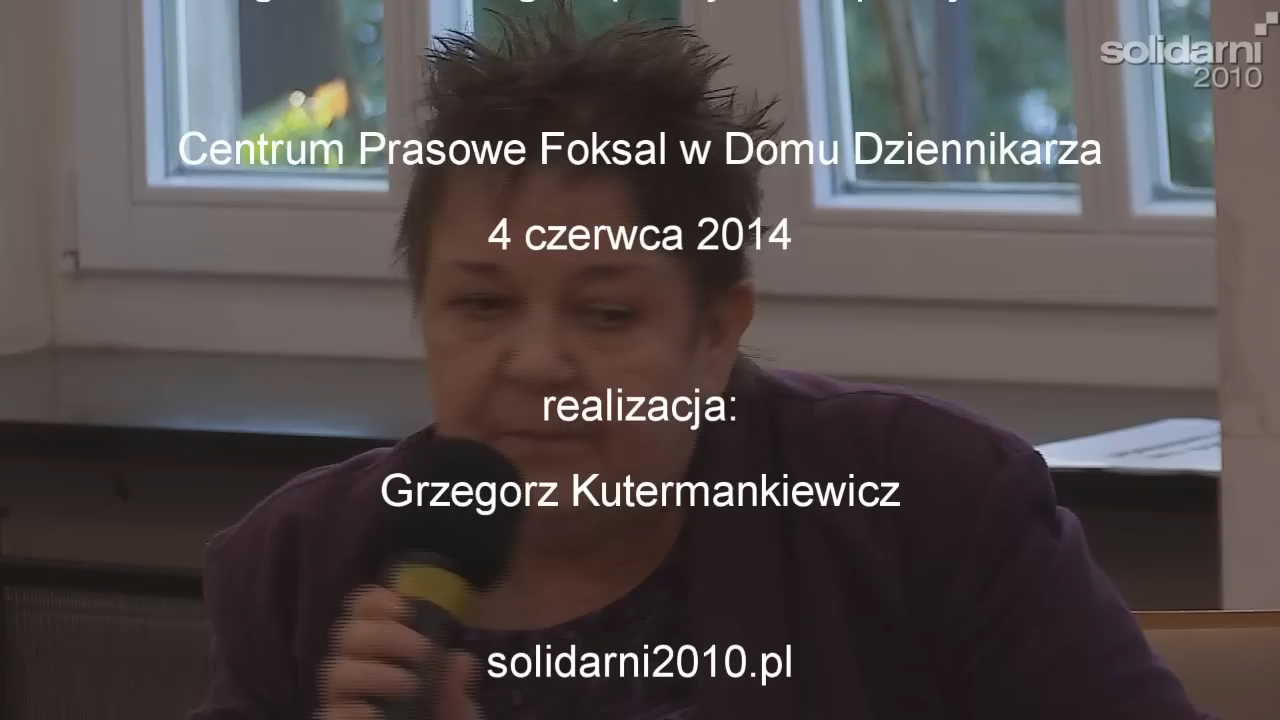 solidarni
2010
Centrum Prasowe Foksal w Domu Dziennikarza
4 czerwca 2014
realizacja:
Grzegorz Kutermankiewicz
solidarni2010.pl